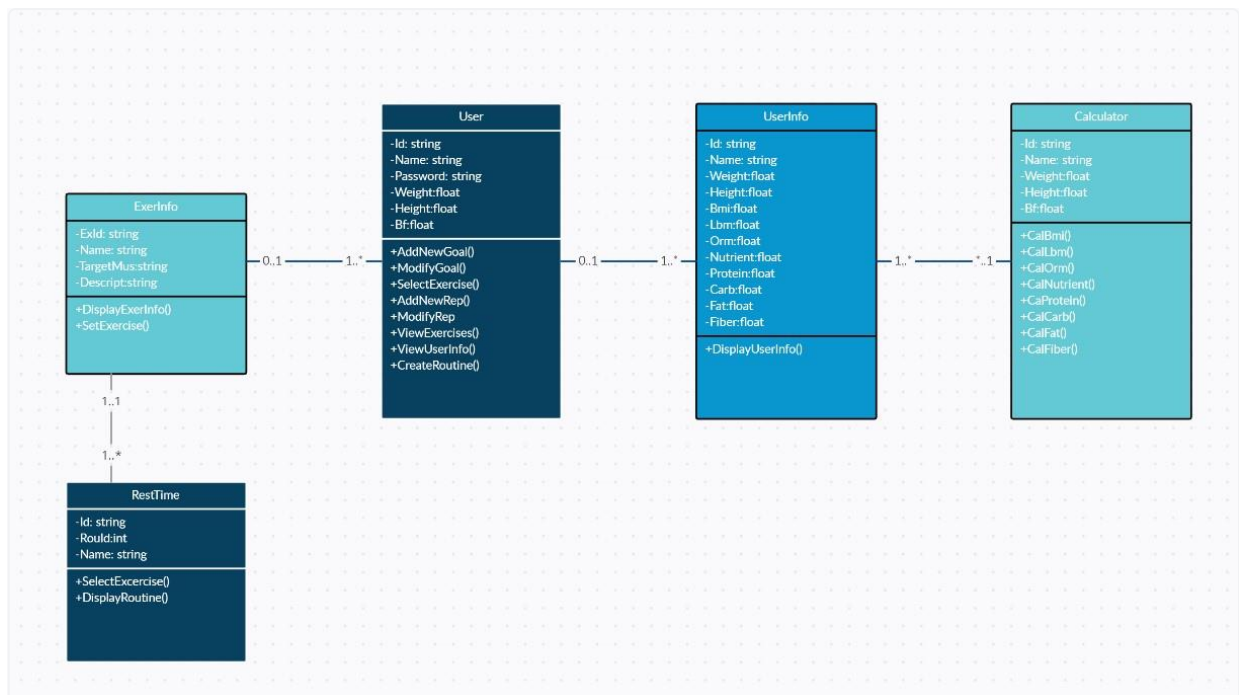 User
-Id: string
-Name: string
-Password: string
-Weight:float
-Height:float
-Bf:float
+AddNewGoal()
+ModifyGoal()
+SelectExercise()
+AddNewRep()
+ModifyRep
+ViewExercises()
+ViewUserInfo()
+CreateRoutine()
UserInfo
-Id: string
-Name: string
-Weight:float
-Height:float
-Bmi:float
-Lbm:float
-Orm:float
-Nutrient:float
-Protein:float
-Carb:float
-Fat:float
-Fiber:float
+DisplayUserInfo()
Calculator
-Id: string
-Name: string
-Weight:float
-Height:float
-Bf:float
+CalBmi()
+CalLbm()
+CalOrm()
+CalNutrient()
+CaProtein()
+CalCarb()
+CalFat()
+CalFiber()
ExerInfo
-ExId: string
-Name: string
-TargetMus:string
-Descript:string
+DisplayExerInfo()
+SetExercise()
0..1
1..*
0..1
1..*
1..*
*..1
1..1
1..*
RestTime
-Id: string
-RouId:int
-Name: string
+SelectExcercise()
+DisplayRoutine()